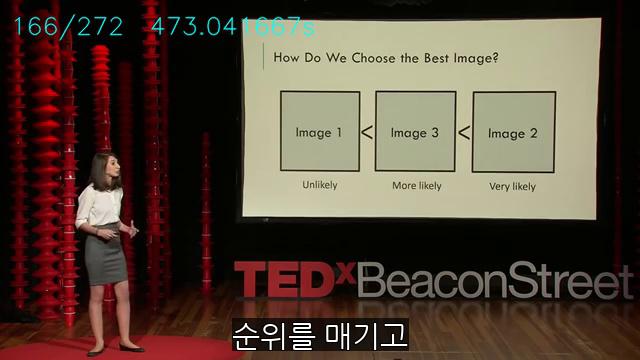 166/272 473.041667s
How Do We Choose the Best Image?
Image 1 < Image 3 < Image 2
Unlikely More likely Very likely
TEDxBeaconStreet
순위를 매기고